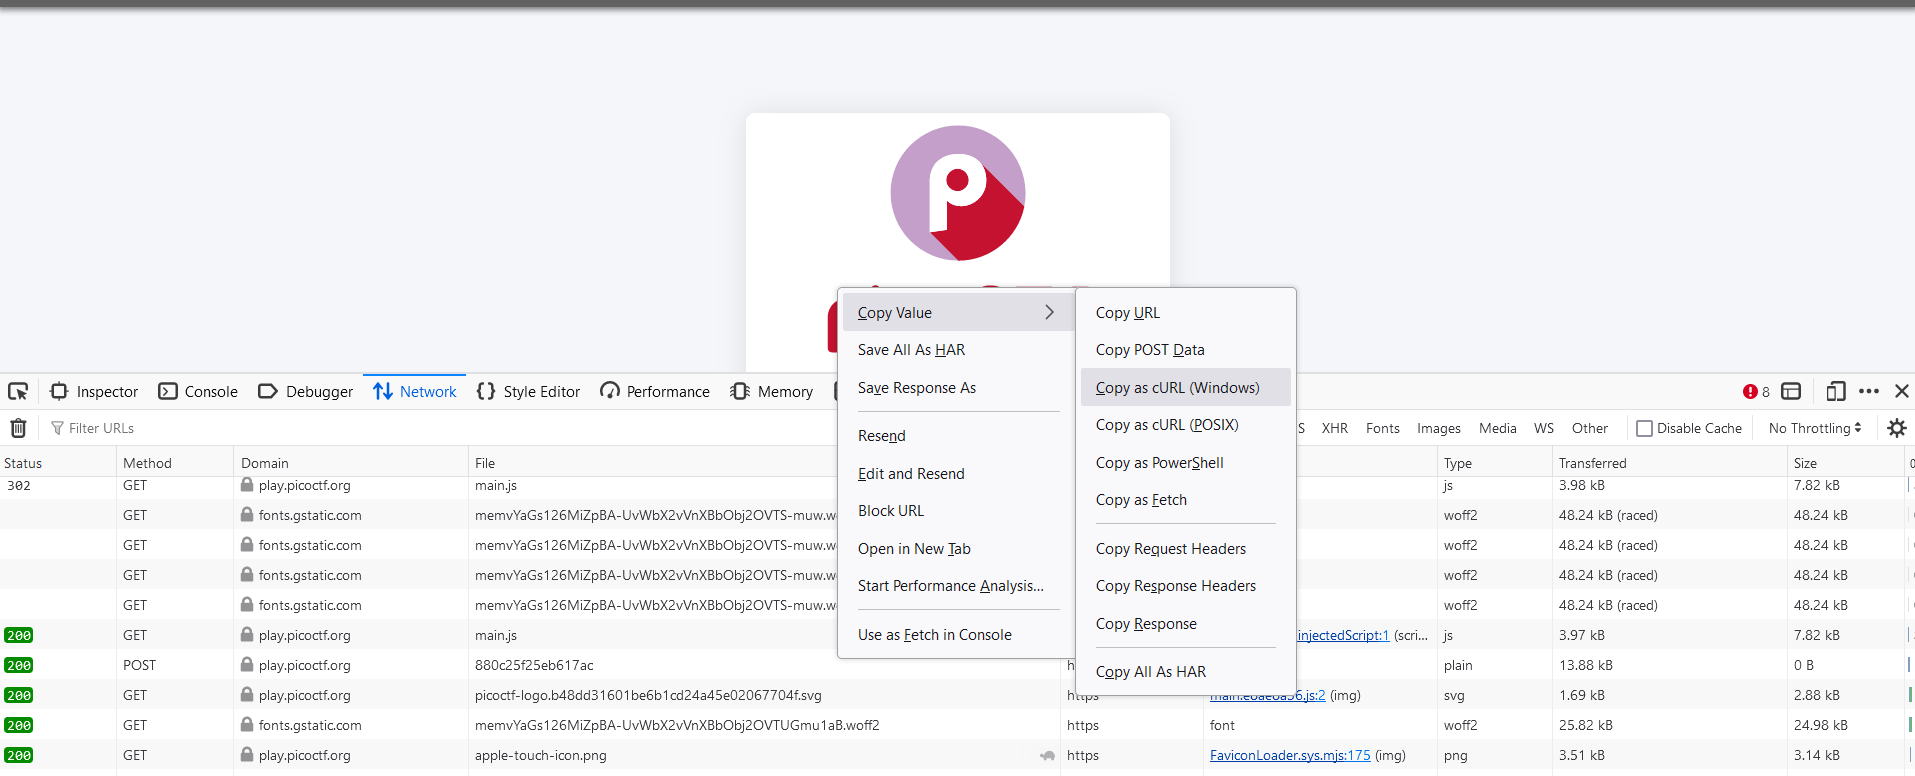 Copy Value
Save All As HAR
Save Response As
Resend
Edit and Resend
Block URL
Open in New Tab
Start Performance Analysis...
Use as Fetch in Console
Copy URL
Copy POST Data
Copy as cURL (Windows)
Copy as cURL (POSIX)
Copy as PowerShell
Copy as Fetch
Copy Request Headers
Copy Response Headers
Copy Response
Copy All As HAR
Inspector Console Debugger Network Style Editor Performance Memory 8
Filter URLs XHR Fonts Images Media WS Other Disable Cache No Throttling
Status Method Domain File Type Transferred Size
302 GET play.picoctf.org main.js js 3.98 kB 7.82 kB
GET fonts.gstatic.com memvYaGs126MiZpBA-UvWbX2vVnXBbObj2OVTS-muw.w woff2 48.24 kB (raced) 48.24 kB
GET fonts.gstatic.com memvYaGs126MiZpBA-UvWbX2vVnXBbObj2OVTS-muw.w woff2 48.24 kB (raced) 48.24 kB
GET fonts.gstatic.com memvYaGs126MiZpBA-UvWbX2vVnXBbObj2OVTS-muw.w woff2 48.24 kB (raced) 48.24 kB
GET fonts.gstatic.com memvYaGs126MiZpBA-UvWbX2vVnXBbObj2OVTS-muw.w woff2 48.24 kB (raced) 48.24 kB
200 GET play.picoctf.org main.js injectedScript:1 (scri... js 3.97 kB 7.82 kB
200 POST play.picoctf.org 880c25f25eb617ac plain 13.88 kB 0 B
200 GET play.picoctf.org picoctf-logo.b48dd31601be6b1cd24a45e02067704f.svg https (img) svg 1.69 kB 2.88 kB
200 GET fonts.gstatic.com memvYaGs126MiZpBA-UvWbX2vVnXBbObj2OVTUGmu1aB.woff2 https font woff2 25.82 kB 24.98 kB
200 GET play.picoctf.org apple-touch-icon.png https FaviconLoader.sys.mjs:175 (img) png 3.51 kB 3.14 kB